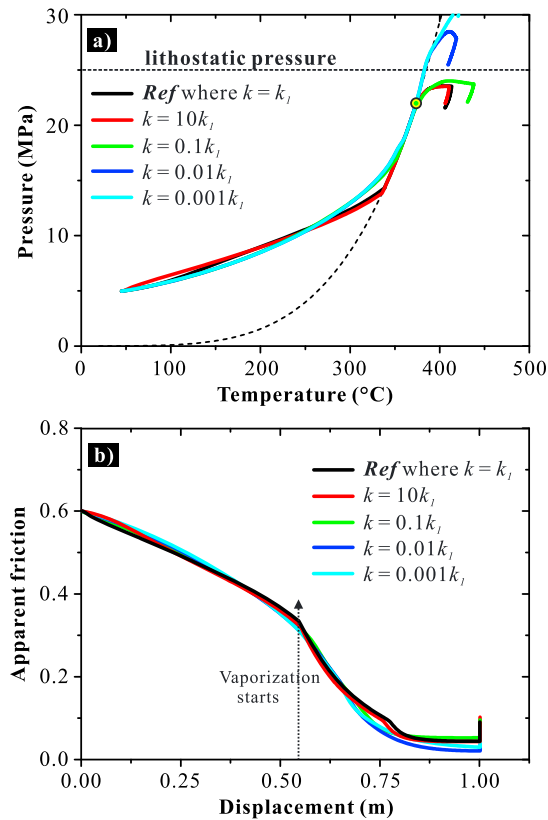 a)
30
20
10
0
Pressure (MPa)
lithostatic pressure
Ref where k = k₁
k = 10k₁
k = 0.1k₁
k = 0.01k₁
k = 0.001k₁
0 100 200 300 400 500
Temperature (°C)
b)
0.8
0.6
0.4
0.2
0.0
Apparent friction
Ref where k = k₁
k = 10k₁
k = 0.1k₁
k = 0.01k₁
k = 0.001k₁
Vaporization
starts
0.00 0.25 0.50 0.75 1.00
Displacement (m)